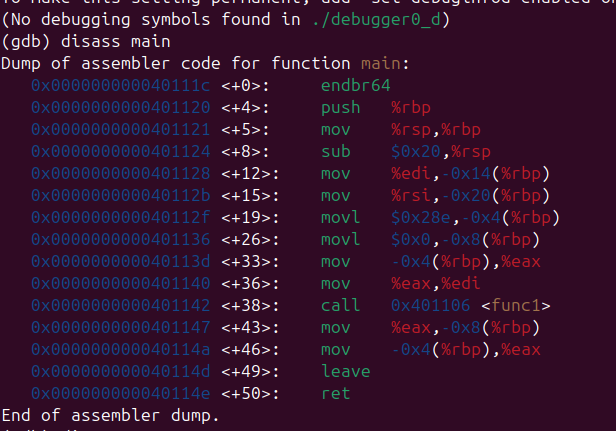 (No debugging symbols found in ./debugger0_d)
(gdb) disass main
Dump of assembler code for function main:
0x000000000040111c <+0>: endbr64
0x0000000000401120 <+4>: push %rbp
0x0000000000401121 <+5>: mov %rsp,%rbp
0x0000000000401124 <+8>: sub $0x20,%rsp
0x0000000000401128 <+12>: mov %edi,-0x14(%rbp)
0x000000000040112b <+15>: mov %rsi,-0x20(%rbp)
0x000000000040112f <+19>: movl $0x28e,-0x4(%rbp)
0x0000000000401136 <+26>: movl $0x0,-0x8(%rbp)
0x000000000040113d <+33>: mov -0x4(%rbp),%eax
0x0000000000401140 <+36>: mov %eax,%edi
0x0000000000401142 <+38>: call 0x401106 <func1>
0x0000000000401147 <+43>: mov %eax,-0x8(%rbp)
0x000000000040114a <+46>: mov -0x4(%rbp),%eax
0x000000000040114d <+49>: leave
0x000000000040114e <+50>: ret
End of assembler dump.